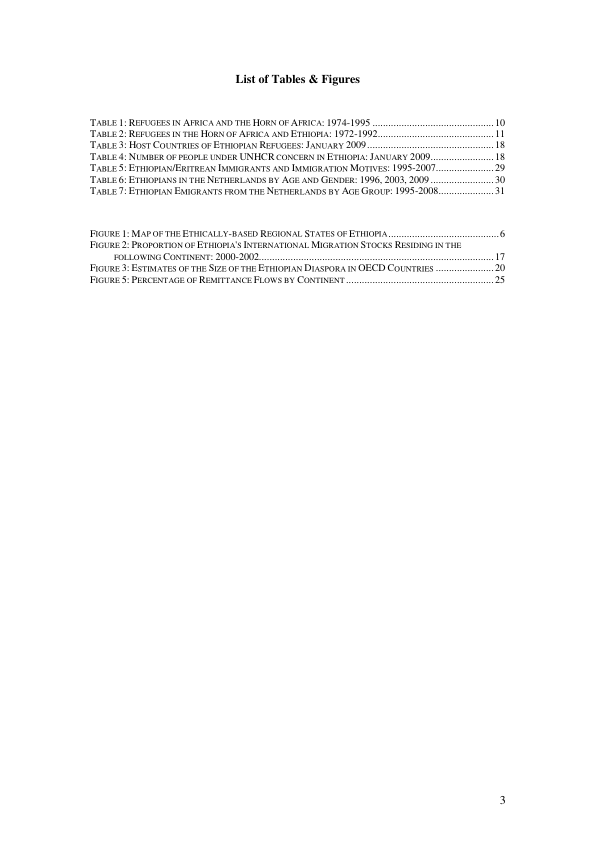 List of Tables & Figures
TABLE 1: REFUGEES IN AFRICA AND THE HORN OF AFRICA: 1974-1995 .............................................. 10
TABLE 2: REFUGEES IN THE HORN OF AFRICA AND ETHIOPIA: 1972-1992............................................ 11
TABLE 3: HOST COUNTRIES OF ETHIOPIAN REFUGEES: JANUARY 2009................................................ 18
TABLE 4: NUMBER OF PEOPLE UNDER UNHCR CONCERN IN ETHIOPIA: JANUARY 2009........................ 18
TABLE 5: ETHIOPIAN/ERITREAN IMMIGRANTS AND IMMIGRATION MOTIVES: 1995-2007...................... 29
TABLE 6: ETHIOPIANS IN THE NETHERLANDS BY AGE AND GENDER: 1996, 2003, 2009 ........................ 30
TABLE 7: ETHIOPIAN EMIGRANTS FROM THE NETHERLANDS BY AGE GROUP: 1995-2008..................... 31
FIGURE 1: MAP OF THE ETHICALLY-BASED REGIONAL STATES OF ETHIOPIA.......................................... 6
FIGURE 2: PROPORTION OF ETHIOPIA'S INTERNATIONAL MIGRATION STOCKS RESIDING IN THE
FOLLOWING CONTINENT: 2000-2002......................................................................................... 17
FIGURE 3: ESTIMATES OF THE SIZE OF THE ETHIOPIAN DIASPORA IN OECD COUNTRIES ...................... 20
FIGURE 5: PERCENTAGE OF REMITTANCE FLOWS BY CONTINENT ........................................................ 25
3